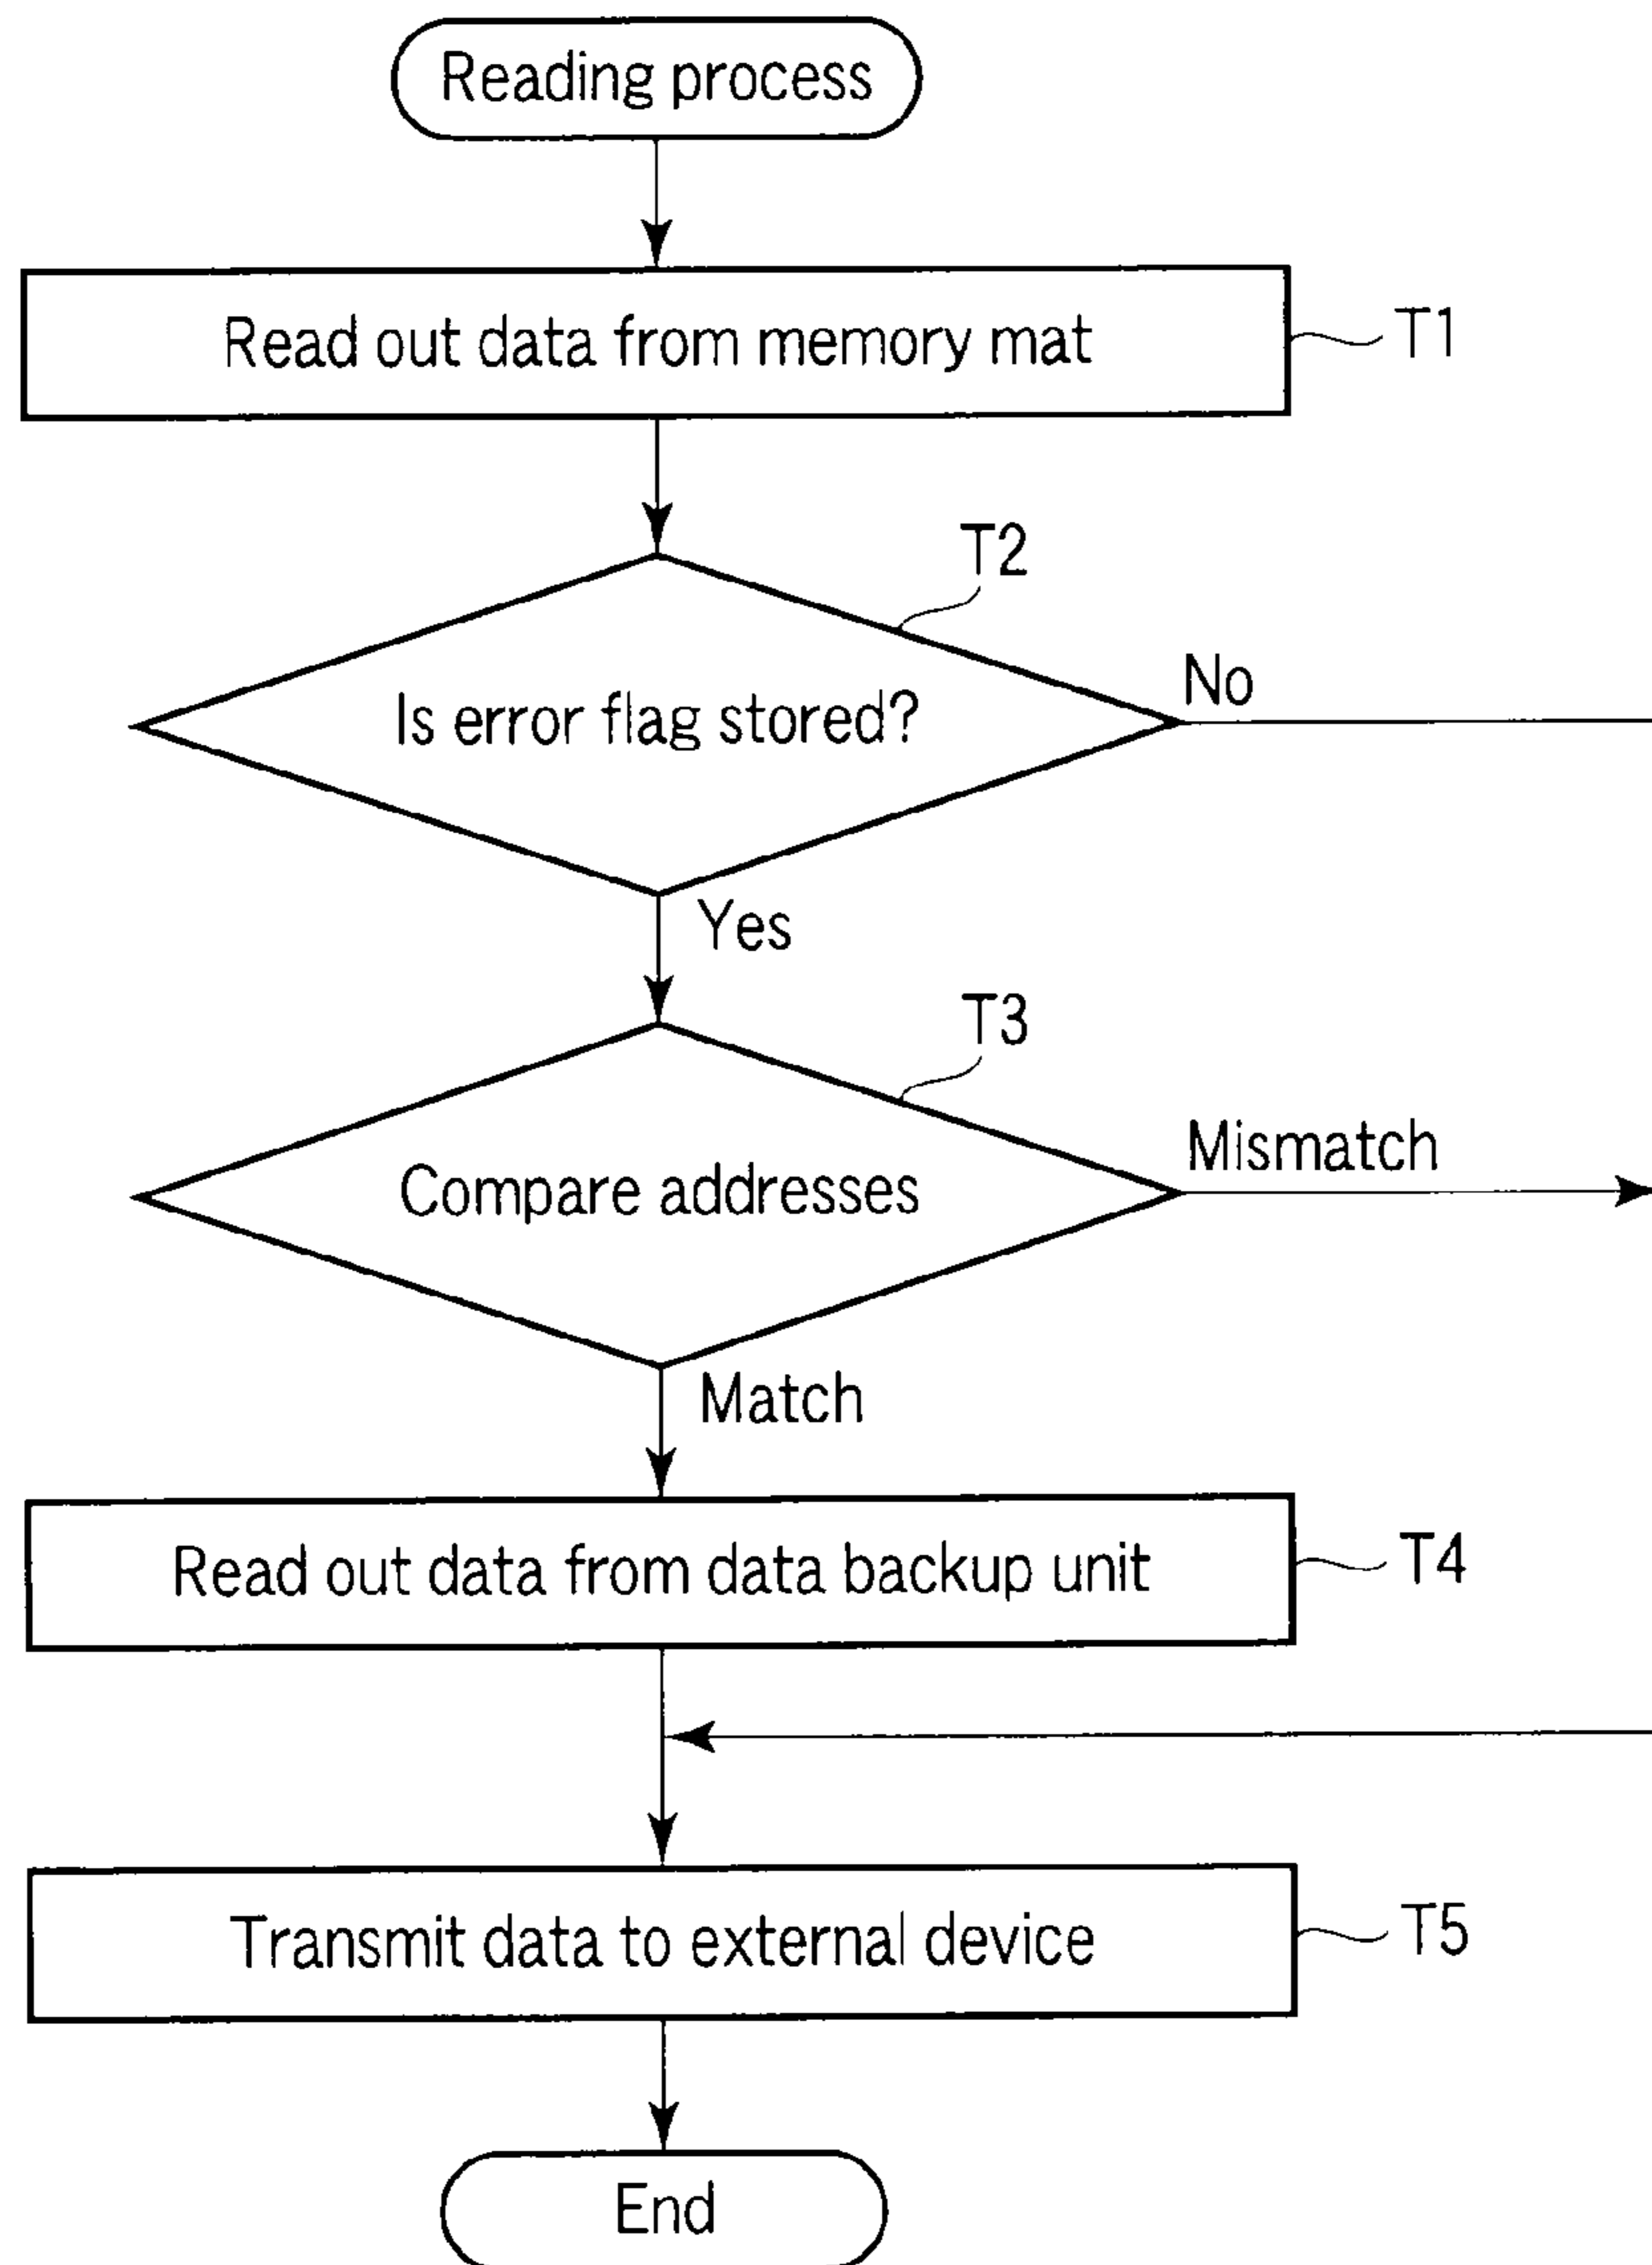 Reading process
Read out data from memory mat
T1
T2
Is error flag stored?
No
Yes
T3
Compare addresses
Mismatch
Match
Read out data from data backup unit
T4
Transmit data to external device
T5
End